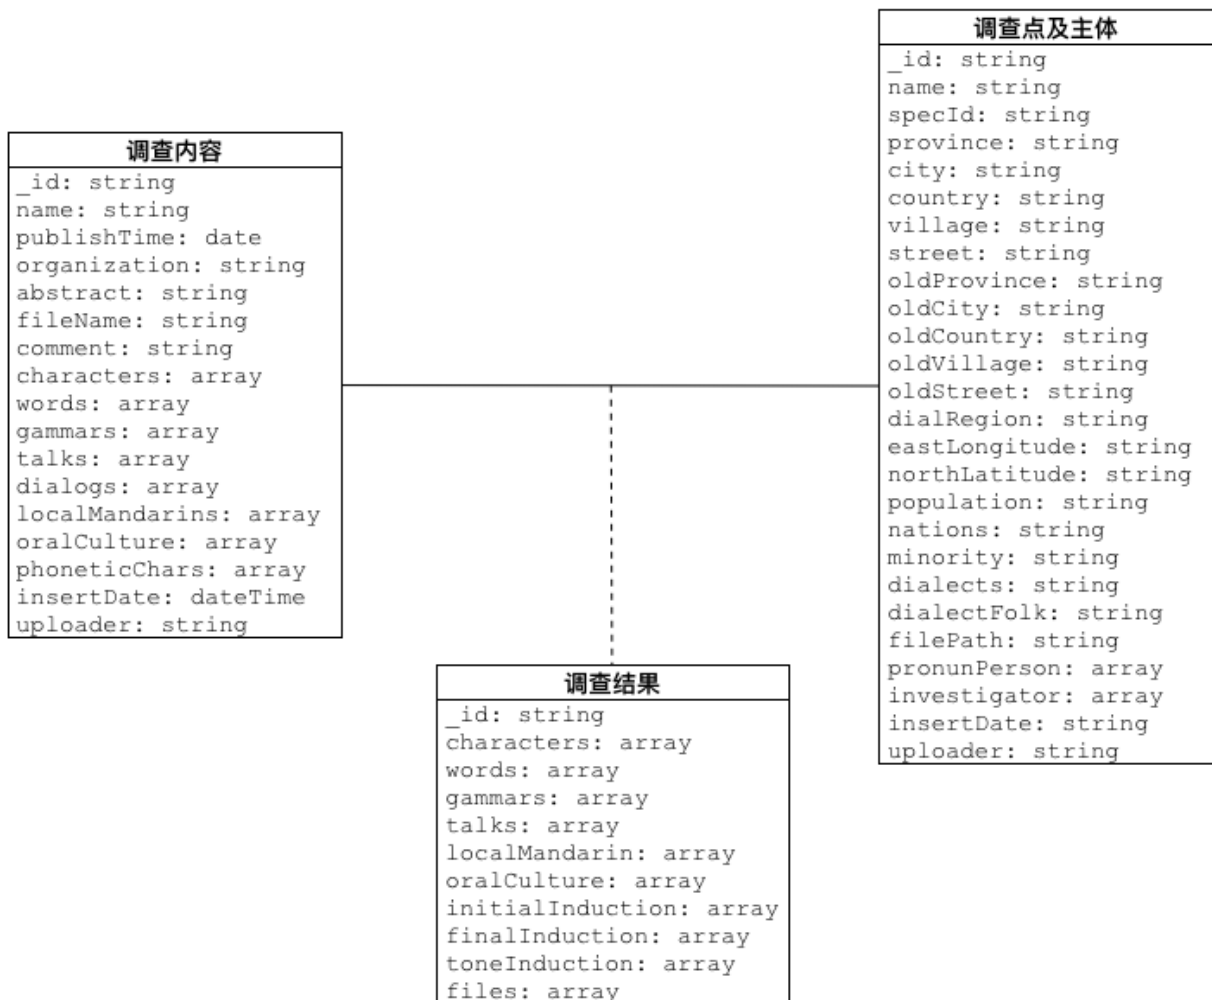 调查内容
_id: string
name: string
publishTime: date
organization: string
abstract: string
fileName: string
comment: string
characters: array
words: array
gammars: array
talks: array
dialogs: array
localMandarins: array
oralCulture: array
phoneticChars: array
insertDate: dateTime
uploader: string
调查点及主体
_id: string
name: string
specId: string
province: string
city: string
country: string
village: string
street: string
oldProvince: string
oldCity: string
oldCountry: string
oldVillage: string
oldStreet: string
dialRegion: string
eastLongitude: string
northLatitude: string
population: string
nations: string
minority: string
dialects: string
dialectFolk: string
filePath: string
pronunPerson: array
investigator: array
insertDate: string
uploader: string
调查结果
_id: string
characters: array
words: array
gammars: array
talks: array
localMandarin: array
oralCulture: array
initialInduction: array
finalInduction: array
toneInduction: array
files: array